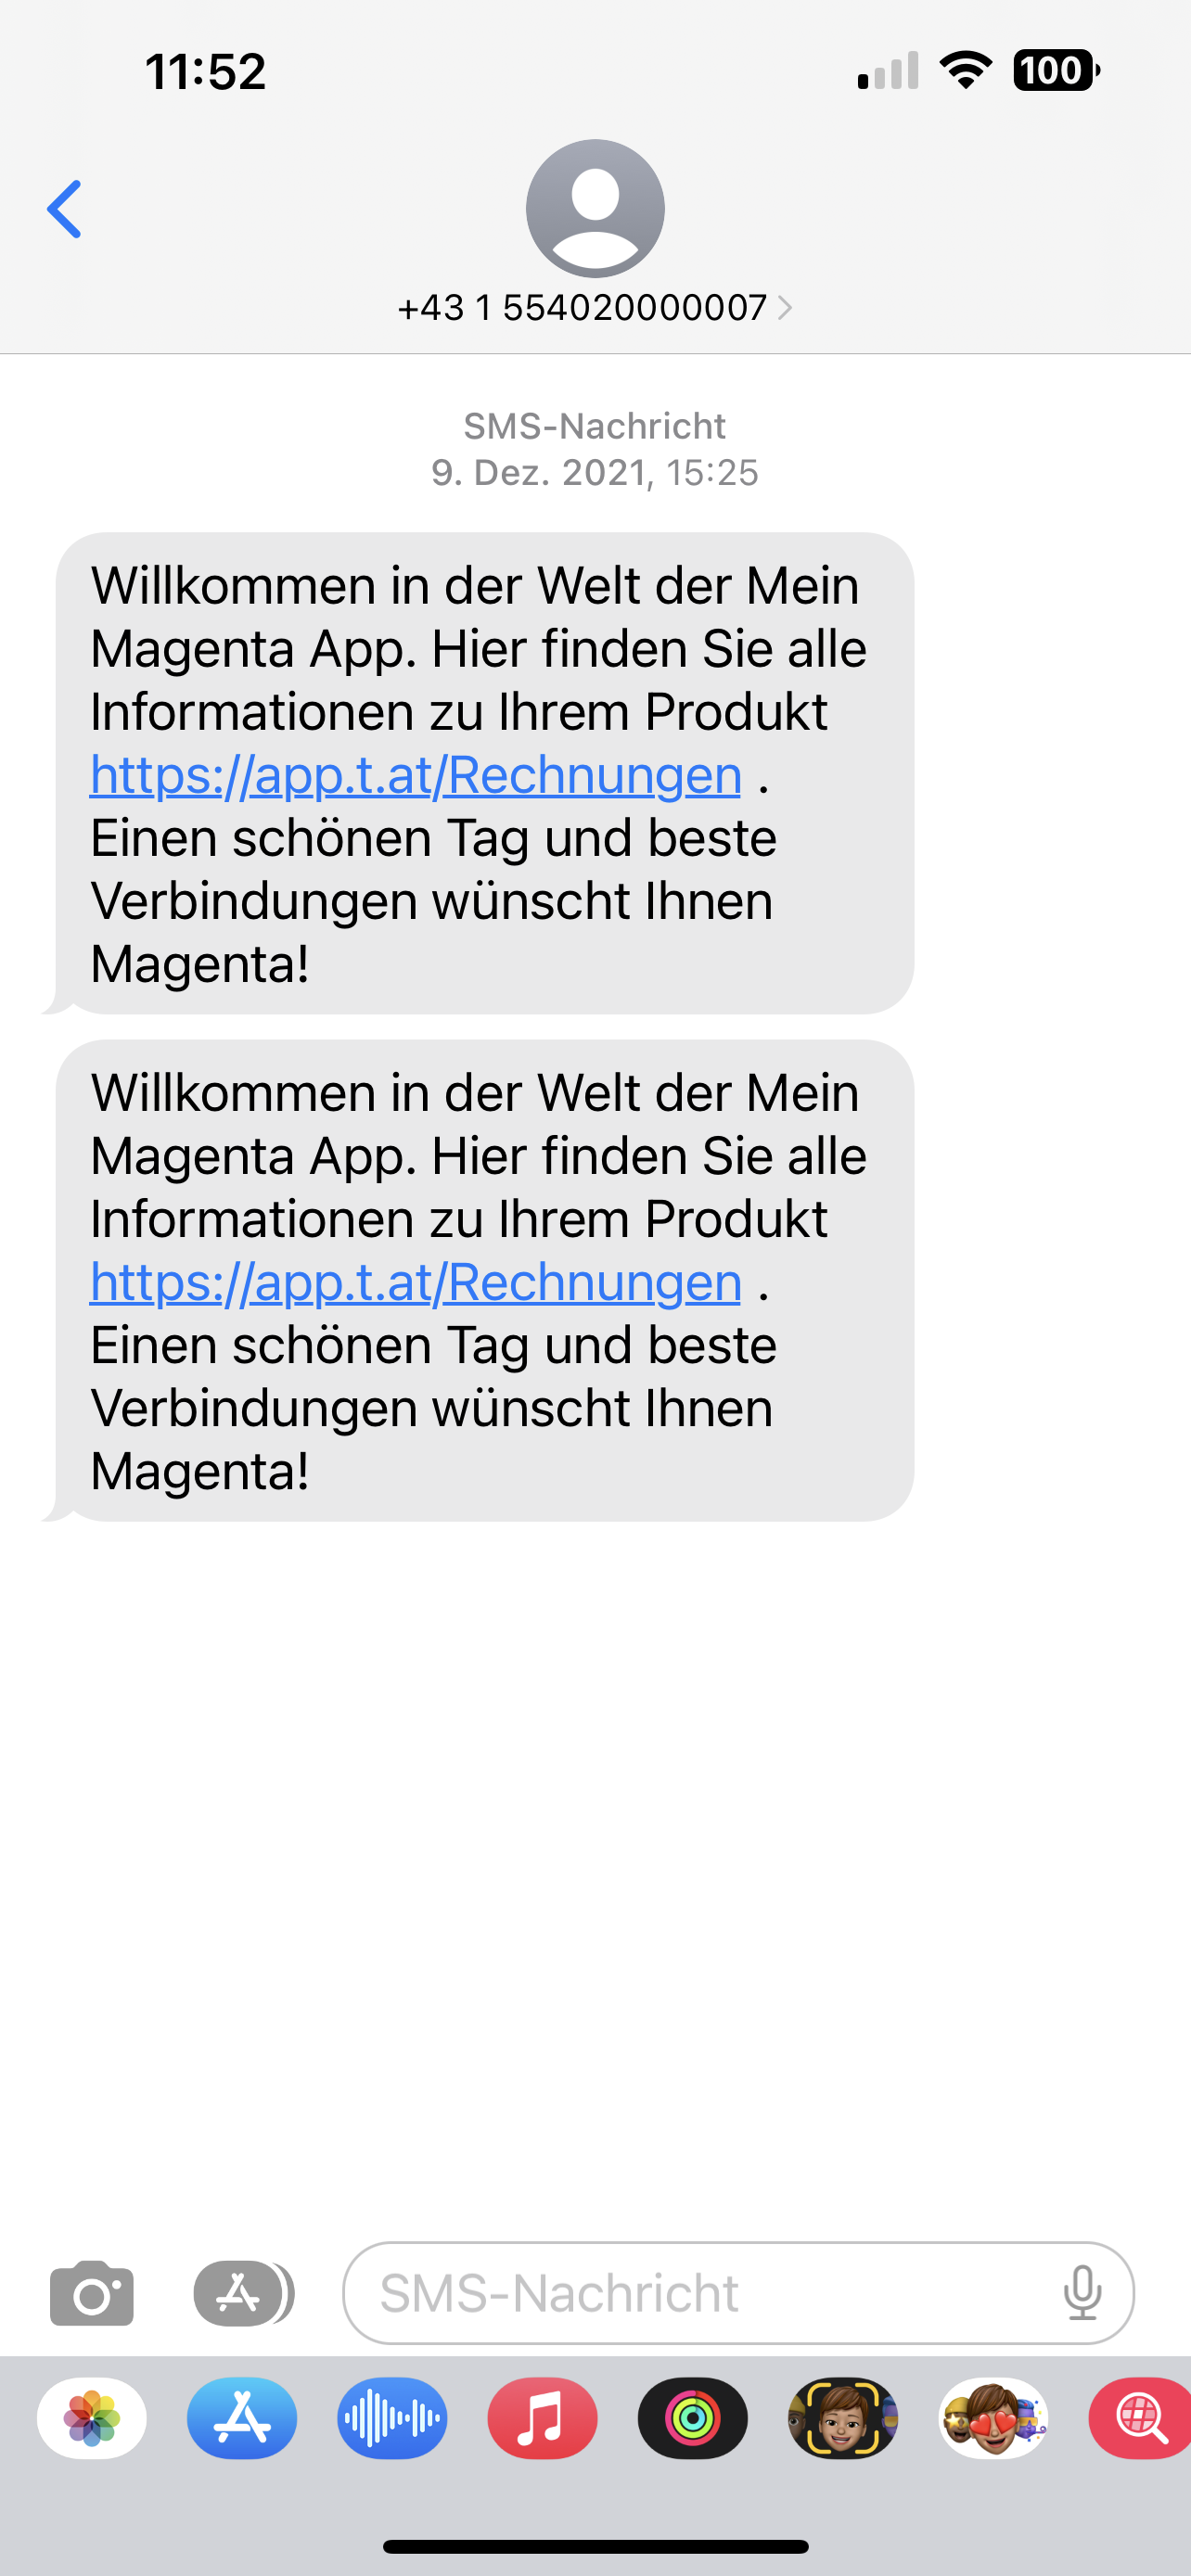 11:52
100
+43 1 554020000007
SMS-Nachricht
9. Dez. 2021, 15:25
Willkommen in der Welt der Mein
Magenta App. Hier finden Sie alle
Informationen zu Ihrem Produkt
https://app.t.at/Rechnungen .
Einen schönen Tag und beste
Verbindungen wünscht Ihnen
Magenta!
Willkommen in der Welt der Mein
Magenta App. Hier finden Sie alle
Informationen zu Ihrem Produkt
https://app.t.at/Rechnungen .
Einen schönen Tag und beste
Verbindungen wünscht Ihnen
Magenta!
SMS-Nachricht